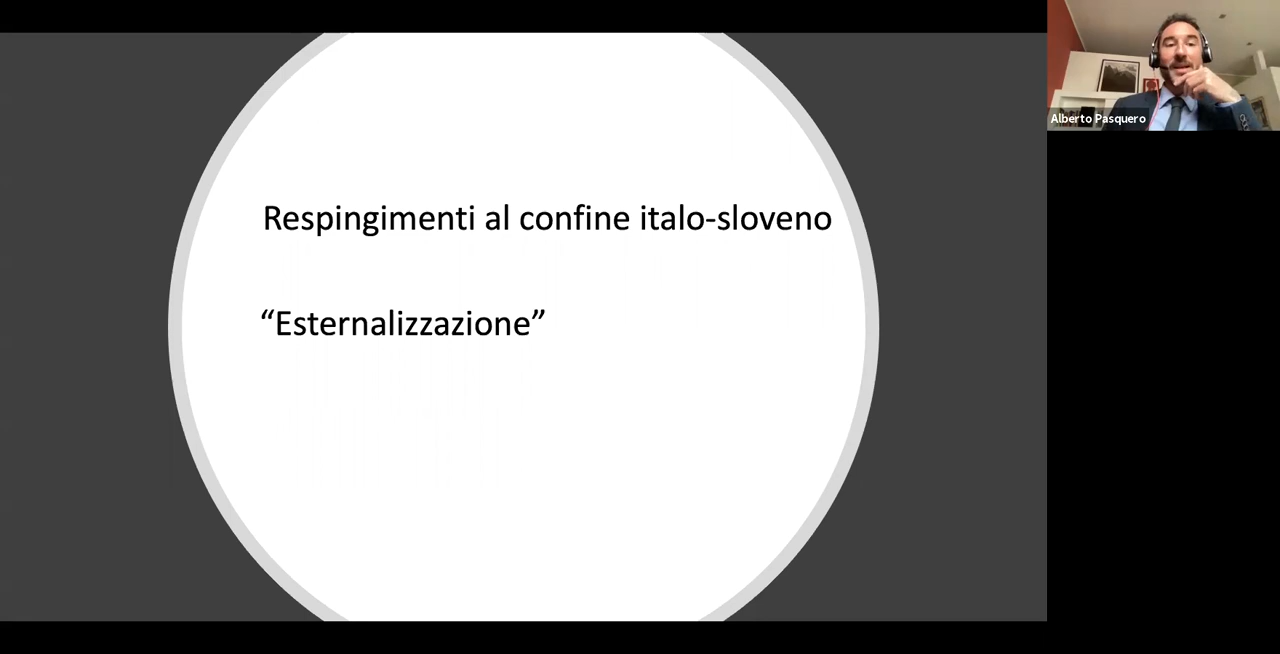 Respingimenti al confine italo-sloveno
“Esternalizzazione”
Alberto Pasquero